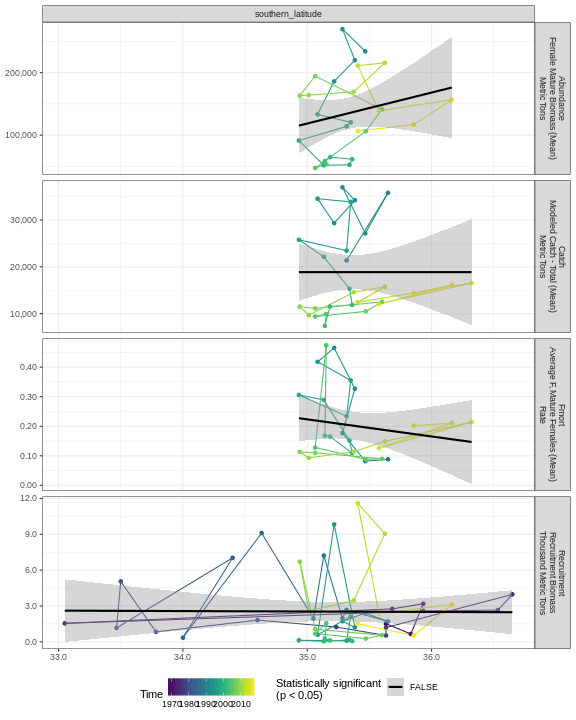 southern_latitude
200,000
100,000
Abundance
Female Mature Biomass (Mean)
Metric Tons
30,000
20,000
10,000
Catch
Modeled Catch - Total (Mean)
Metric Tons
0.40
0.30
0.20
0.10
0.00
Fmort
Average F, Mature Females (Mean)
Rate
12.0
9.0
6.0
3.0
0.0
Recruitment
Recruitment Biomass
Thousand Metric Tons
33.0 34.0 35.0 36.0
Time
1970 1980 1990 2000 2010
Statistically significant
(p < 0.05)
FALSE